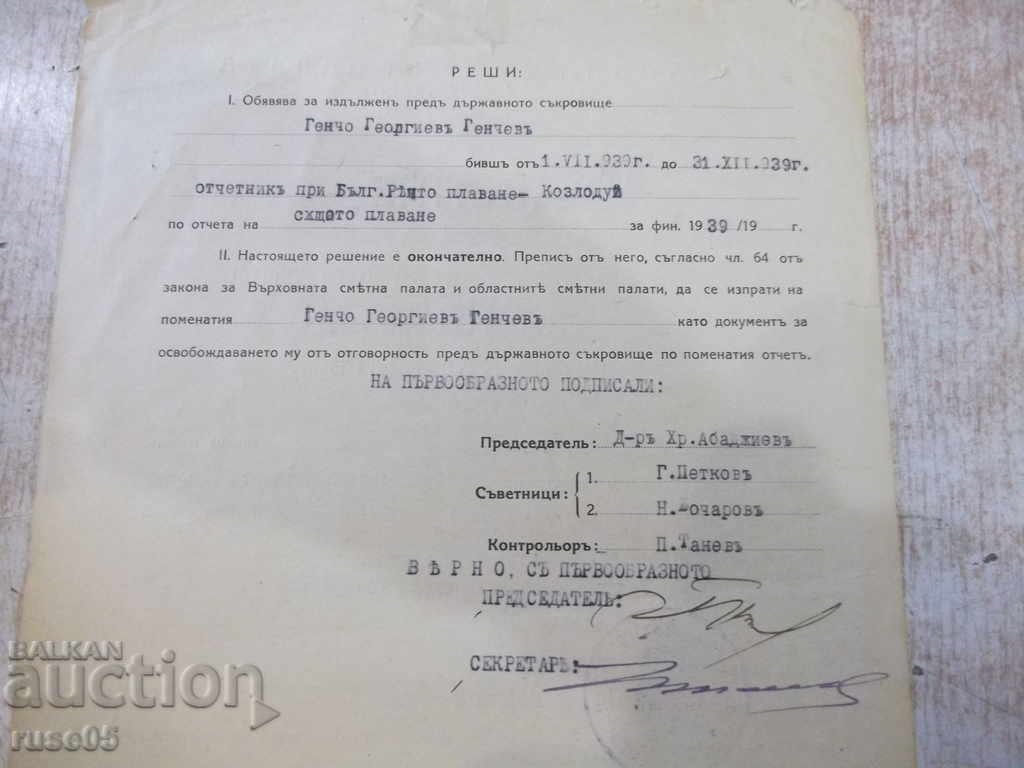 РЕШИ:
I. Обявява за издълженъ предъ държавното съкровище
Генчо Георгиевъ Генчевъ
бившъ отъ 1.VII.939г. до 31.XII.939г.
отчетникъ при Бълг.Рѣчто плаване- Козлодуй
по отчета на сѫщото плаване за фин. 1939/19 г.
II. Настоящето решение е окончателно. Преписъ отъ него, съгласно чл. 64 отъ
закона за Върховната смѣтна палата и областнитѣ смѣтни палати, да се изпрати на
поменатия Генчо Георгиевъ Генчевъ като документъ за
освобождаването му отъ отговорность предъ държавното съкровище по поменатия отчетъ.
НА ПЪРВООБРАЗНОТО ПОДПИСАЛИ:
Председатель: Д-ръ Хр.Абаджиевъ
Съветници: 1. Г.Петковъ
2. Н.
Контрольоръ: П.Таневъ
ВѢРНО, СЪ ПЪРВООБРАЗНОТО
ПРЕДСЕДАТЕЛЬ:
СЕКРЕТАРЬ:
BALKAN
auction
ruse05